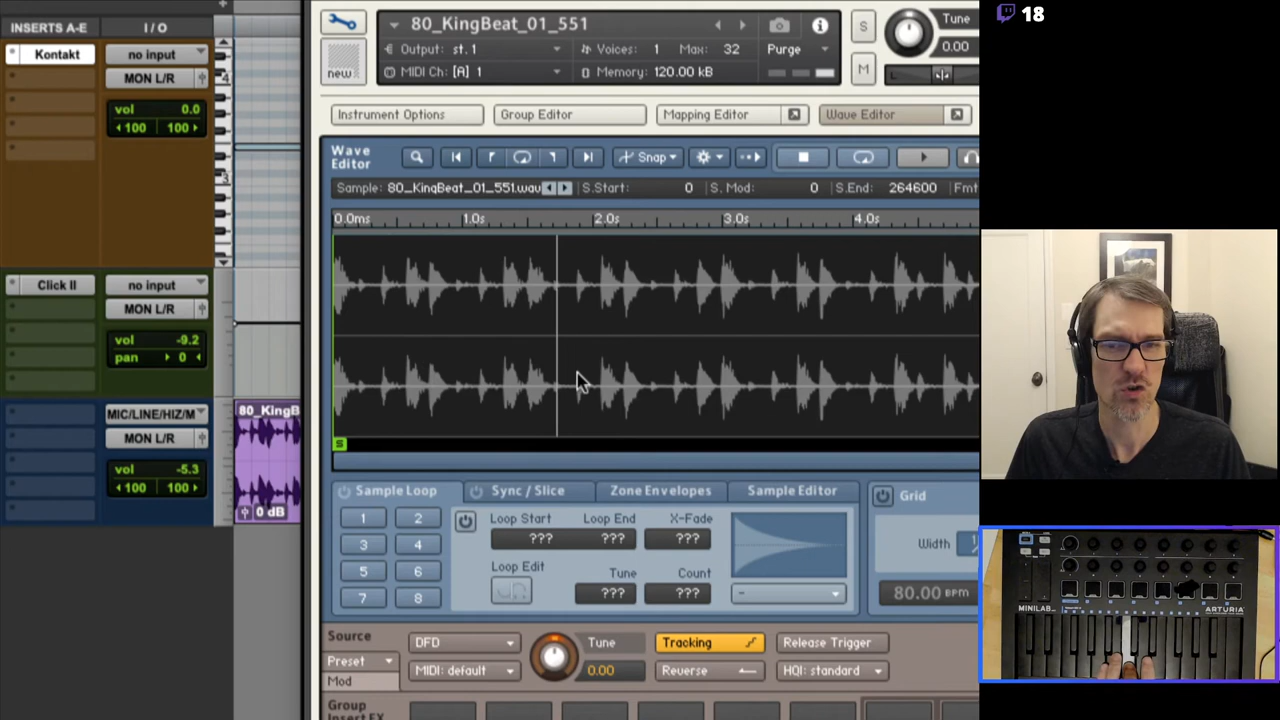 INSERTS A-E
I / O
Kontakt
no input
MON L/R
vol 0.0
100 100
4
3
Click II
no input
MON L/R
vol -9.2
pan 0
MIC/LINE/HIZ/M
MON L/R
vol -5.3
100 100
80_KingB
0 dB
new
80_KingBeat_01_551
Output: st.1
Voices: 1 Max: 32
Purge
MIDI Ch: [A] 1
Memory: 120.00 kB
S
M
Tune
0.00
L
Instrument Options
Group Editor
Mapping Editor
Wave Editor
Wave Editor
Snap
Sample: 80_KingBeat_01_551.wav
S.Start: 0
S. Mod: 0
S.End: 264600
Fmt
0.0ms 1.0s 2.0s 3.0s 4.0s
S
Sample Loop
Sync / Slice
Zone Envelopes
Sample Editor
Grid
1 2
3 4
5 6
7 8
Loop Start Loop End X-Fade
??? ??? ???
Loop Edit Tune Count
??? ???
-
Width
80.00 BPM
Source
Preset
Mod
DFD
MIDI: default
Tune
0.00
Tracking
Reverse
Release Trigger
HQI: standard
Group
Insert FX
18
MINILAB
ARTURIA